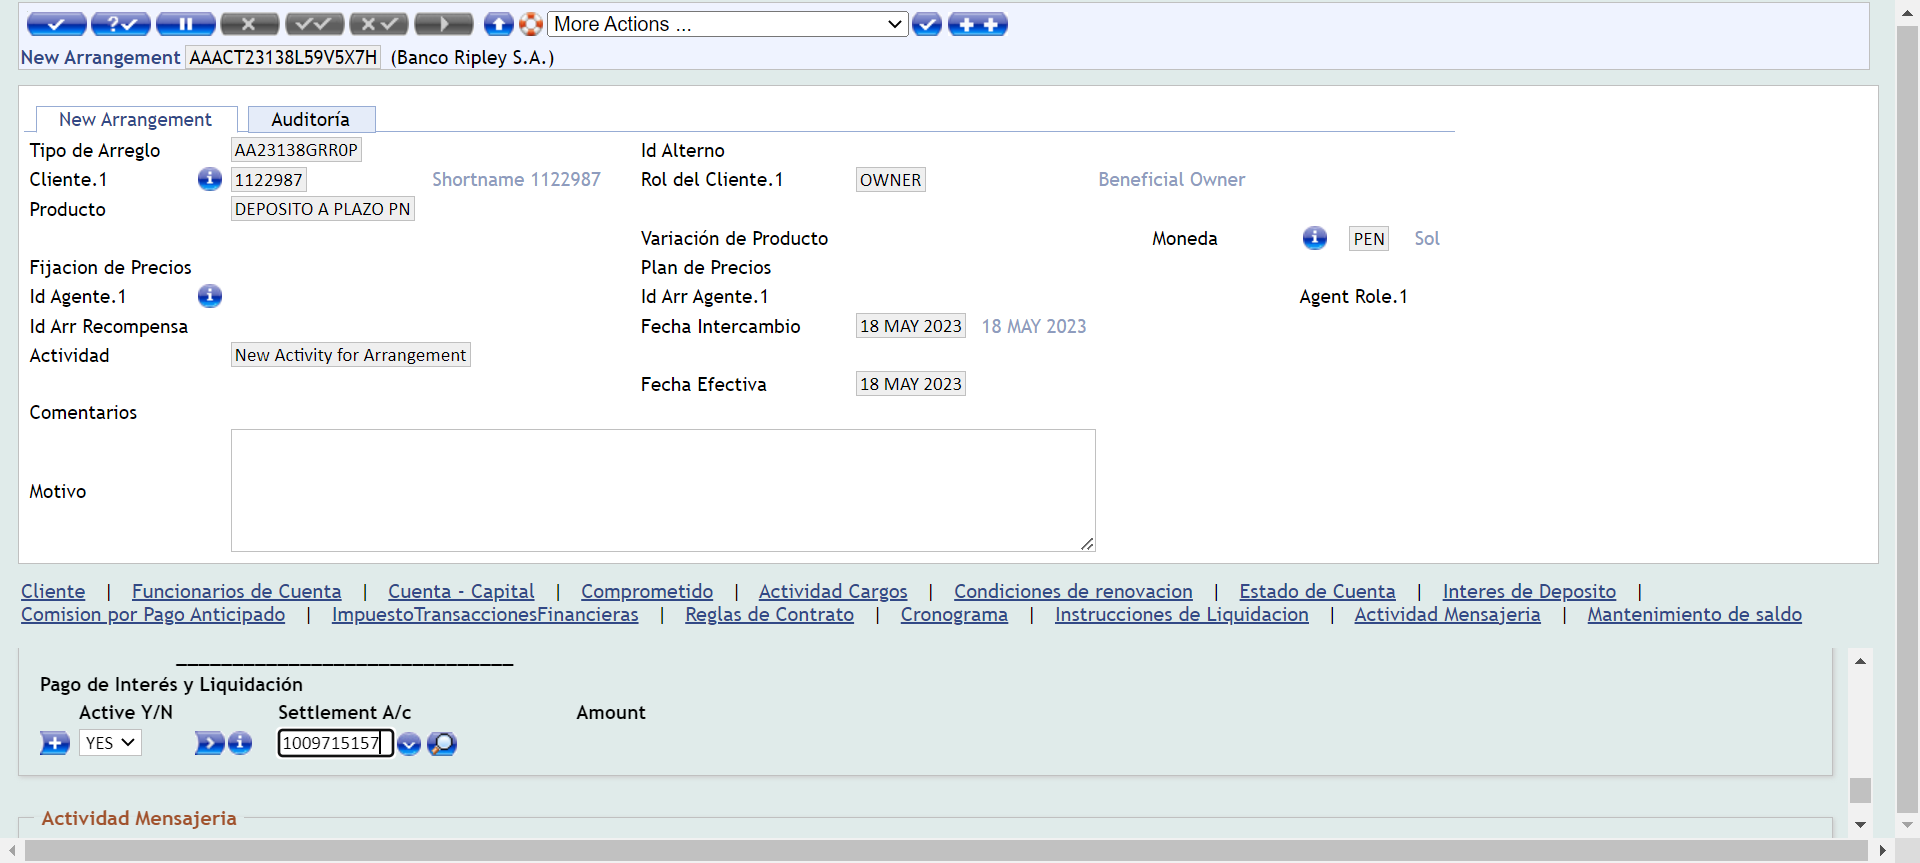 More Actions ...
New Arrangement AAACT23138L59V5X7H (Banco Ripley S.A.)
New Arrangement Auditoría
Tipo de Arreglo AA23138GRR0P Id Alterno
Cliente.1 1122987 Shortname 1122987 Rol del Cliente.1 OWNER Beneficial Owner
Producto DEPOSITO A PLAZO PN
Variación de Producto Moneda PEN Sol
Fijacion de Precios Plan de Precios
Id Agente.1 Id Arr Agente.1 Agent Role.1
Id Arr Recompensa Fecha Intercambio 18 MAY 2023 18 MAY 2023
Actividad New Activity for Arrangement
Fecha Efectiva 18 MAY 2023
Comentarios
Motivo
Cliente | Funcionarios de Cuenta | Cuenta - Capital | Comprometido | Actividad Cargos | Condiciones de renovacion | Estado de Cuenta | Interes de Deposito |
Comision por Pago Anticipado | ImpuestoTransaccionesFinancieras | Reglas de Contrato | Cronograma | Instrucciones de Liquidacion | Actividad Mensajeria | Mantenimiento de saldo
______________________________
Pago de Interés y Liquidación
Active Y/N Settlement A/c Amount
YES 1009715157
Actividad Mensajeria